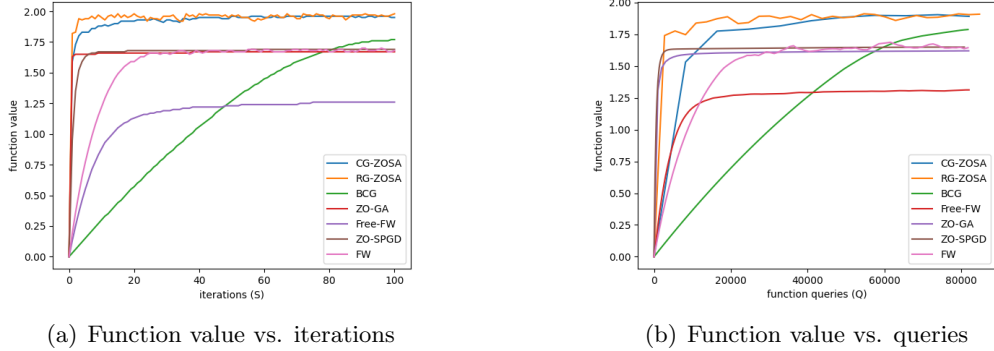 2.00
1.75
1.50
1.25
1.00
0.75
0.50
0.25
0.00
function value
0 20 40 60 80 100
iterations (S)
CG-ZOSA
RG-ZOSA
BCG
ZO-GA
Free-FW
ZO-SPGD
FW
(a) Function value vs. iterations
2.00
1.75
1.50
1.25
1.00
0.75
0.50
0.25
0.00
function value
0 20000 40000 60000 80000
function queries (Q)
CG-ZOSA
RG-ZOSA
BCG
Free-FW
ZO-GA
ZO-SPGD
FW
(b) Function value vs. queries